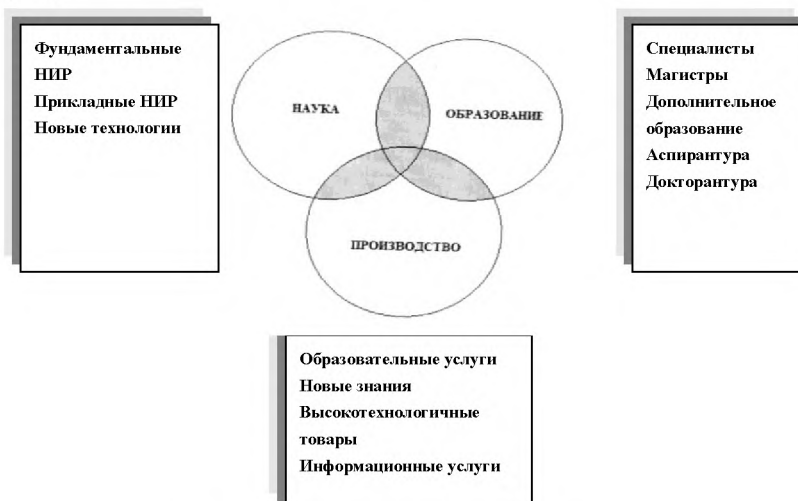 Фундаментальные
НИР
Прикладные НИР
Новые технологии
НАУКА
ОБРАЗОВАНИЕ
ПРОИЗВОДСТВО
Специалисты
Магистры
Дополнительное
образование
Аспирантура
Докторантура
Образовательные услуги
Новые знания
Высокотехнологичные
товары
Информационные услуги